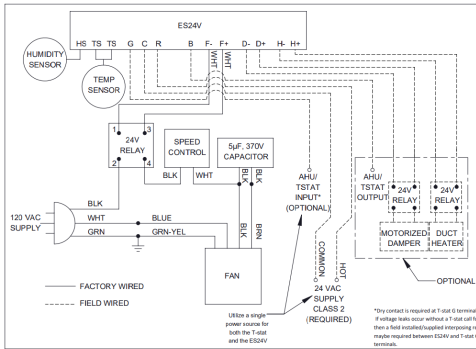 ES24V
HS TS TS G C R B F- F+ D- D+ H- H+
HUMIDITY
SENSOR
TEMP
SENSOR
WHT
WHT
1 3
24V
RELAY
2 4
SPEED
CONTROL
5µF, 370V
CAPACITOR
BLK WHT
BLK
BLK
AHU/
TSTAT
INPUT*
(OPTIONAL)
AHU/
TSTAT
OUTPUT
24V
RELAY
24V
RELAY
MOTORIZED
DAMPER
DUCT
HEATER
OPTIONAL
120 VAC
SUPPLY
BLK
WHT
GRN
BLUE
GRN-YEL
BLK
BRN
FAN
COMMON
HOT
24 VAC
SUPPLY
CLASS 2
(REQUIRED)
FACTORY WIRED
FIELD WIRED
Utilize a single
power source for
both the T-stat
and the ES24V
*Dry contact is required at T-stat G terminal
If voltage leaks occur without a T-stat call
then a field installed/supplied interposing
maybe required between ES24V and T-stat
terminals.